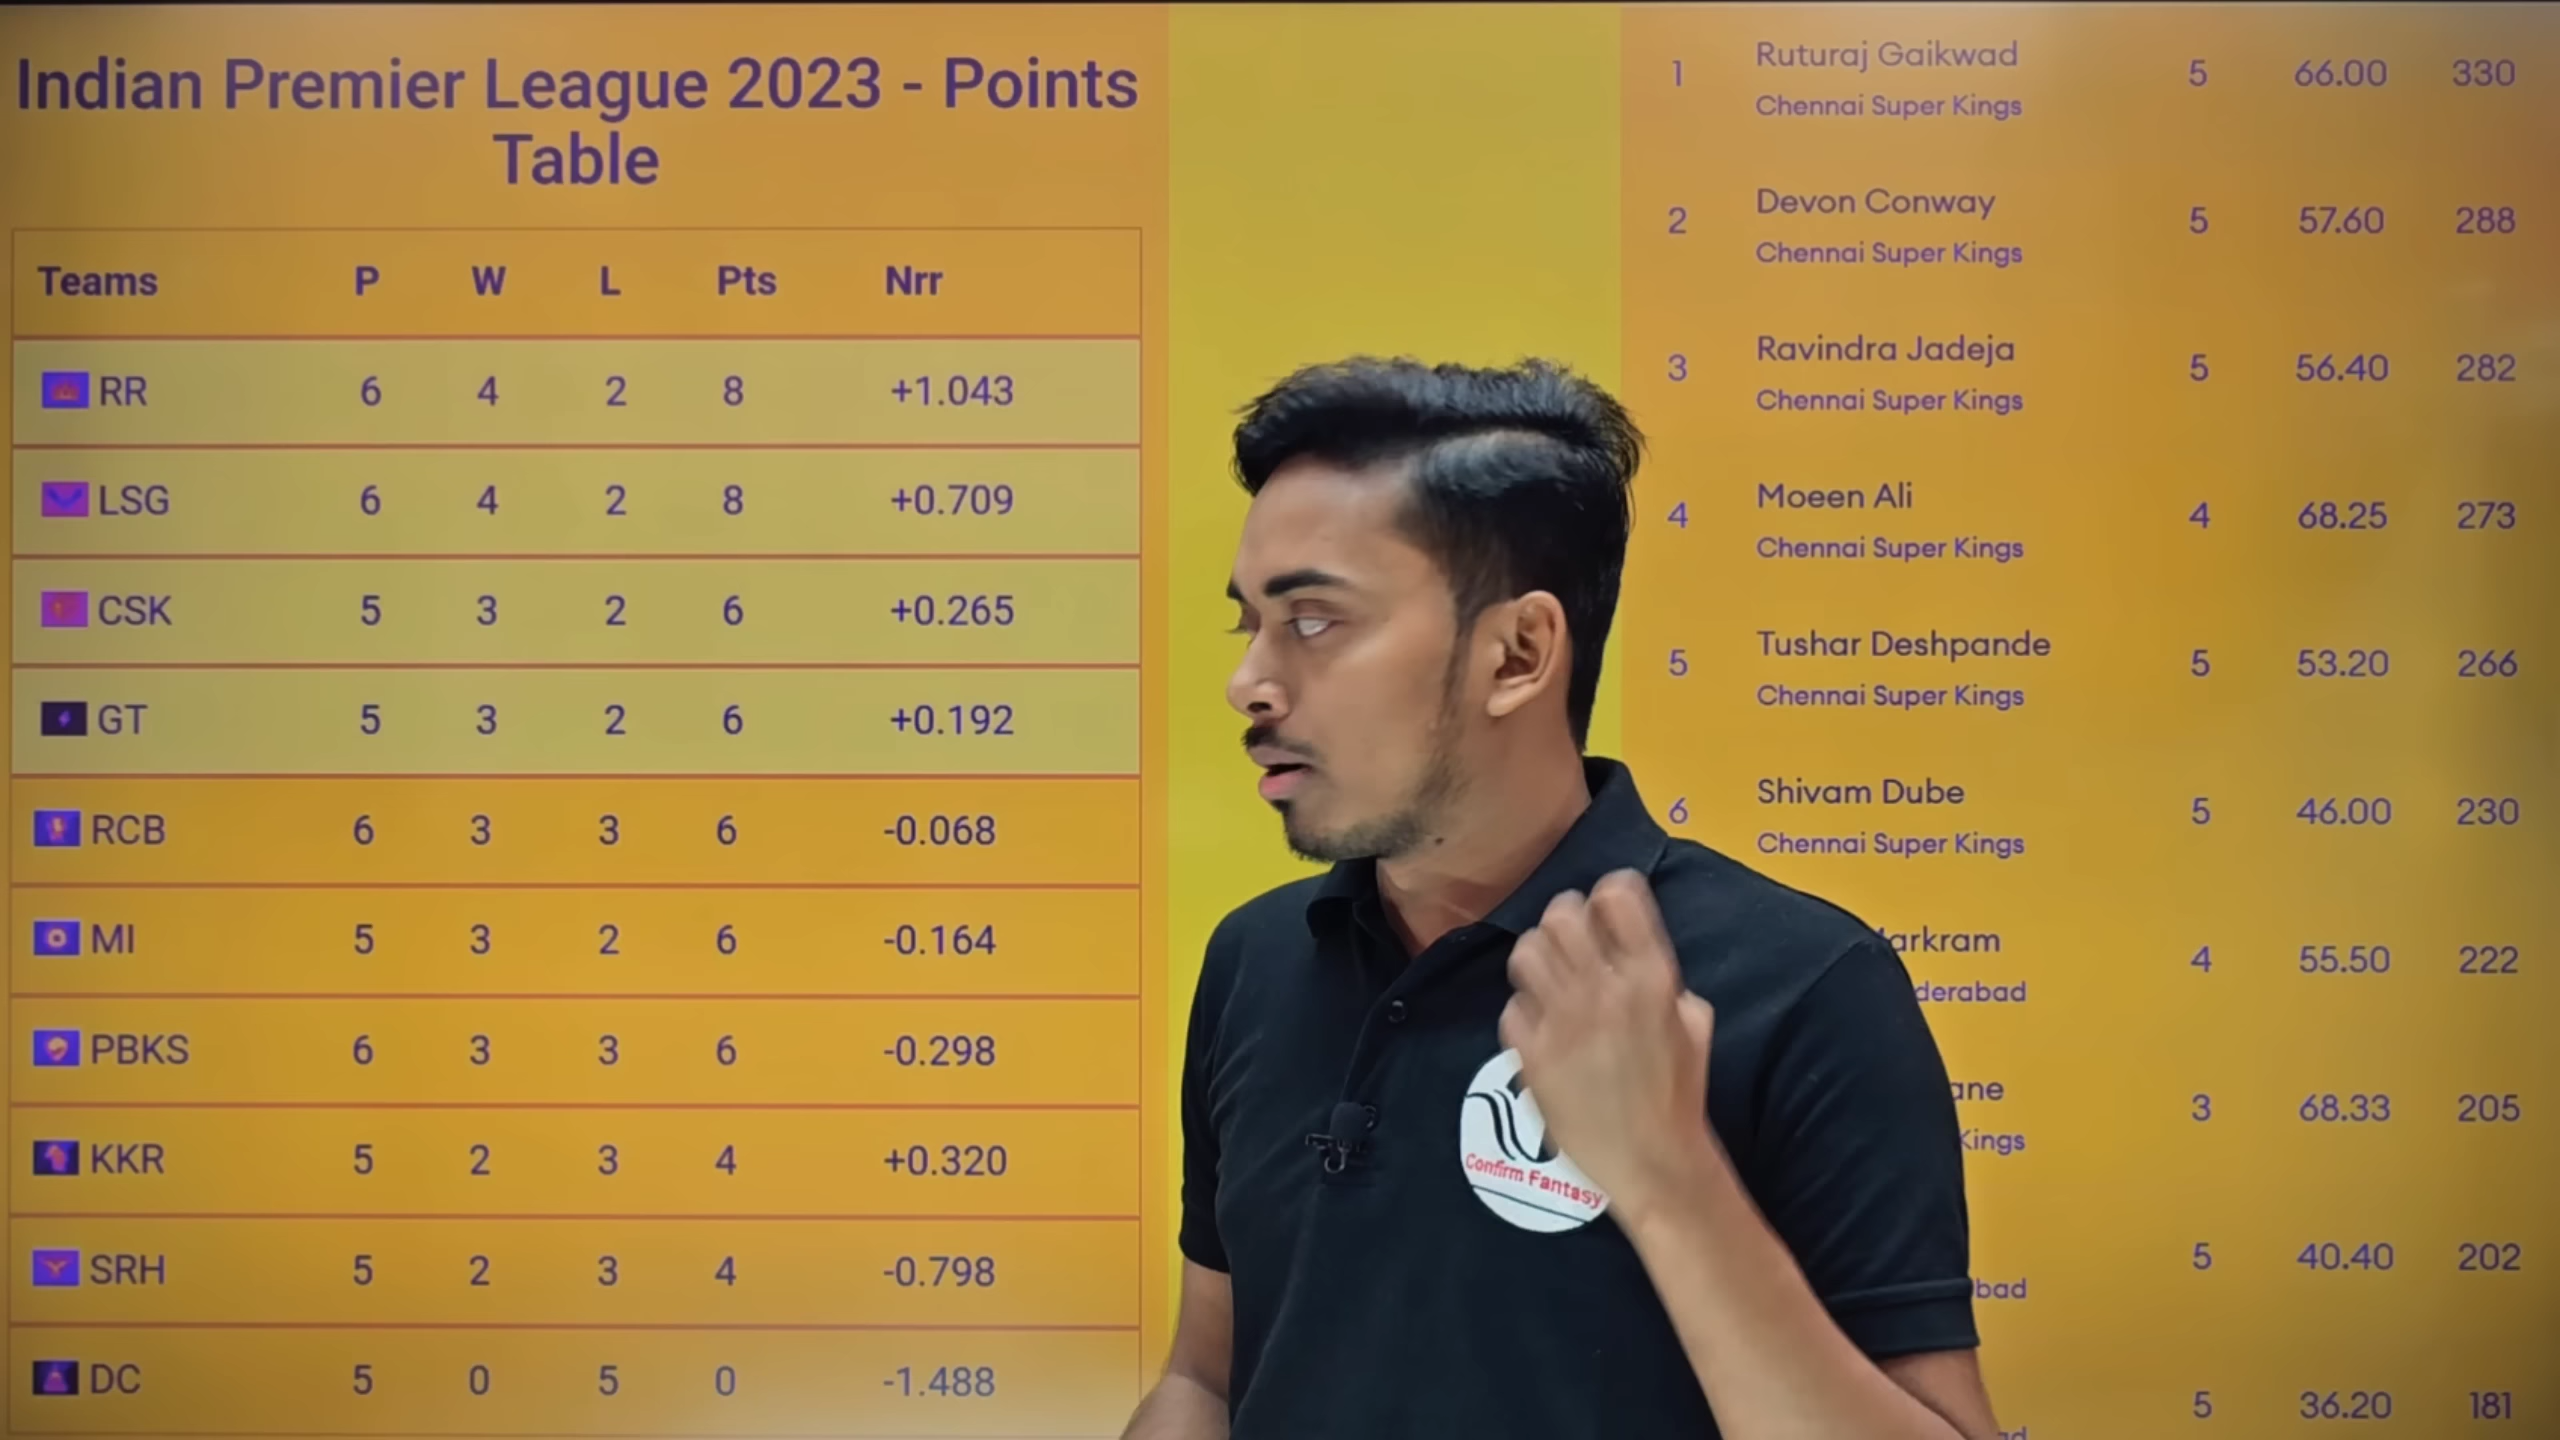 Indian Premier League 2023 - Points
Table
Teams P W L Pts Nrr
RR 6 4 2 8 +1.043
LSG 6 4 2 8 +0.709
CSK 5 3 2 6 +0.265
GT 5 3 2 6 +0.192
RCB 6 3 3 6 -0.068
MI 5 3 2 6 -0.164
PBKS 6 3 3 6 -0.298
KKR 5 2 3 4 +0.320
SRH 5 2 3 4 -0.798
DC 5 0 5 0 -1.488
1 Ruturaj Gaikwad 5 66.00 330
Chennai Super Kings
2 Devon Conway 5 57.60 288
Chennai Super Kings
3 Ravindra Jadeja 5 56.40 282
Chennai Super Kings
4 Moeen Ali 4 68.25 273
Chennai Super Kings
5 Tushar Deshpande 5 53.20 266
Chennai Super Kings
6 Shivam Dube 5 46.00 230
Chennai Super Kings
arkram 4 55.50 222
derabad
ane 3 68.33 205
Kings
5 40.40 202
bad
5 36.20 181
Confirm Fantasy